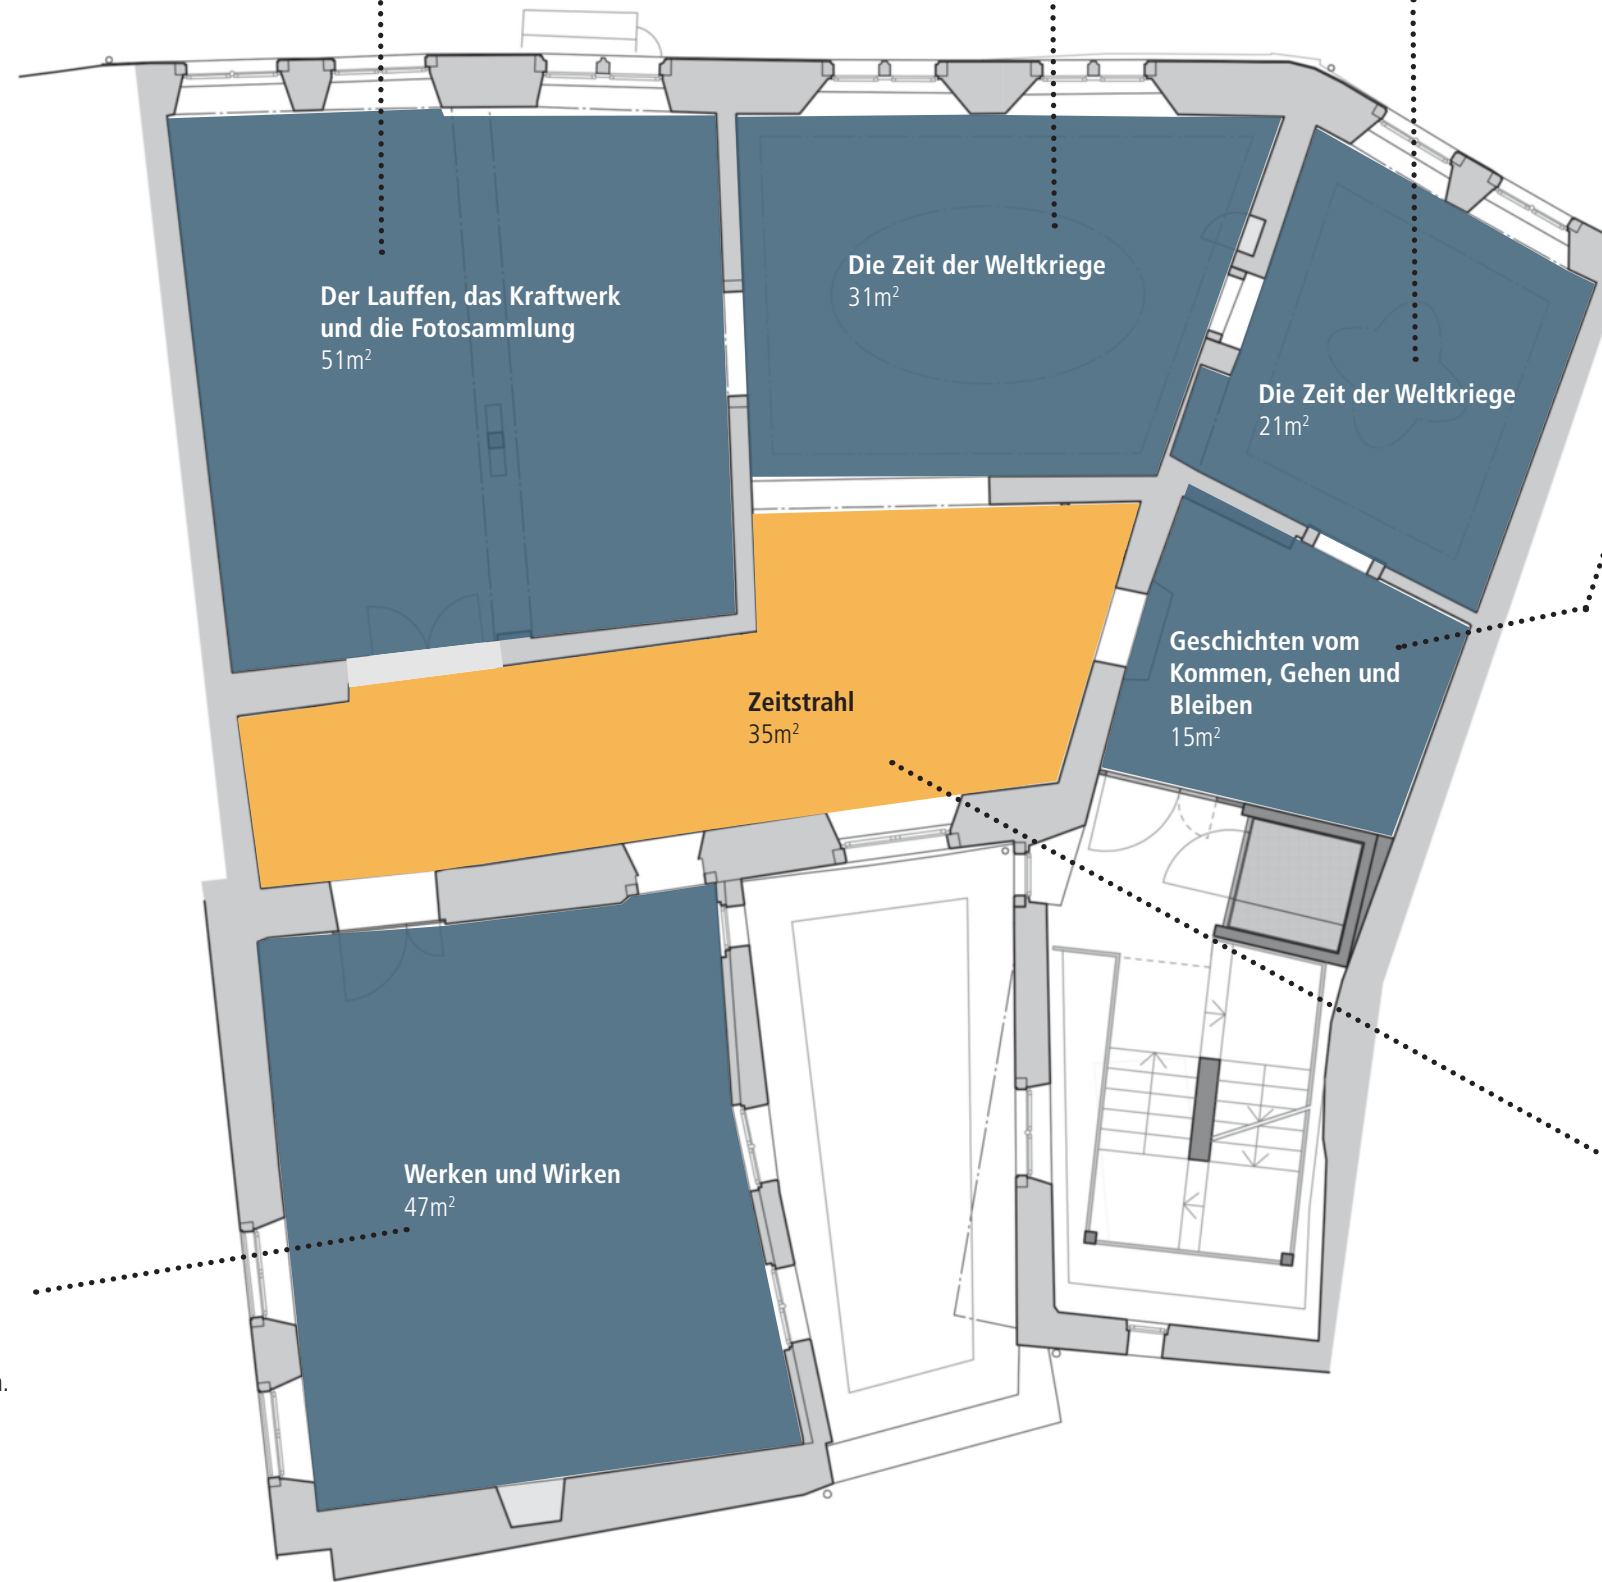 Der Lauffen, das Kraftwerk
und die Fotosammlung
51m²
Die Zeit der Weltkriege
31m²
Die Zeit der Weltkriege
21m²
Geschichten vom
Kommen, Gehen und
Bleiben
15m²
Zeitstrahl
35m²
Werken und Wirken
47m²